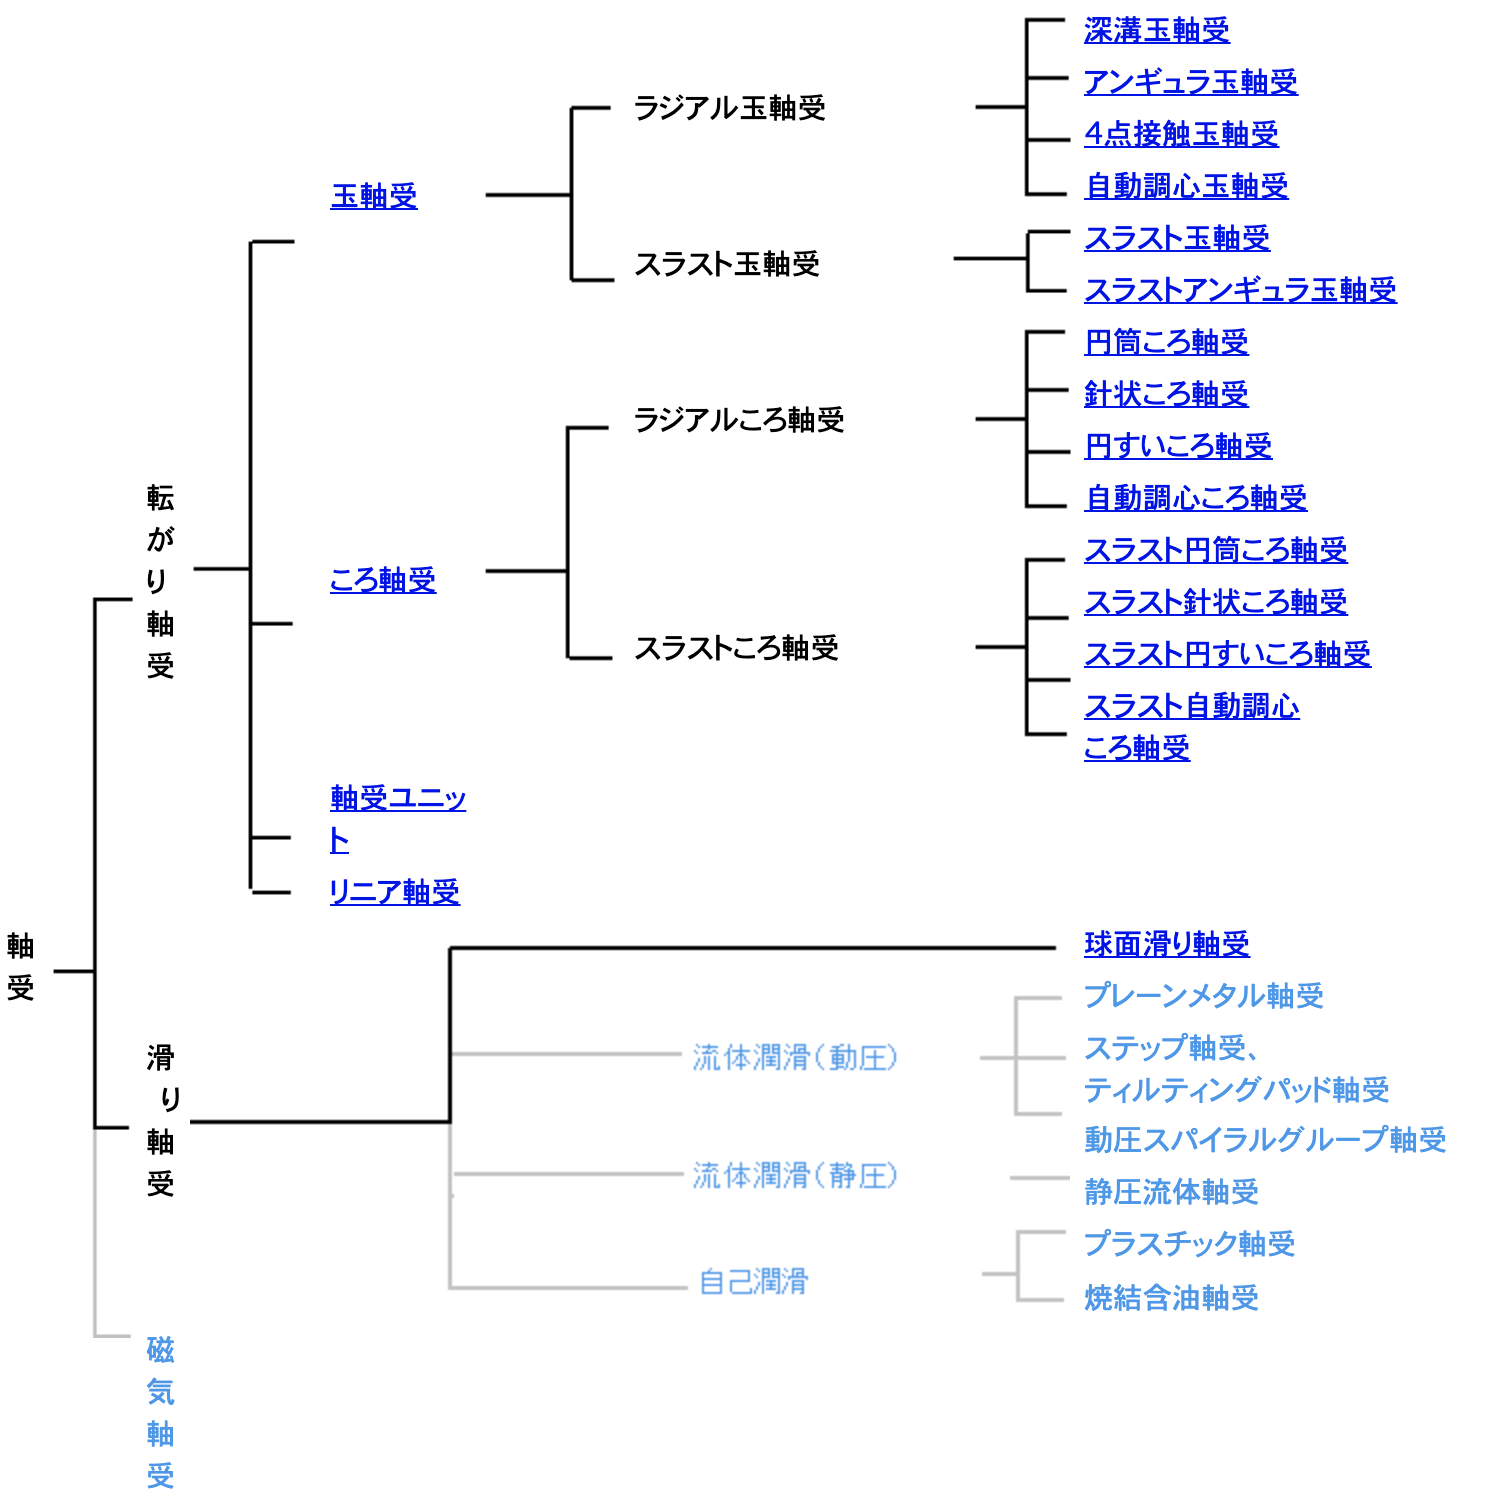 軸受
転がり軸受
玉軸受
ラジアル玉軸受
深溝玉軸受
アンギュラ玉軸受
4点接触玉軸受
自動調心玉軸受
スラスト玉軸受
スラスト玉軸受
スラストアンギュラ玉軸受
ころ軸受
ラジアルころ軸受
円筒ころ軸受
針状ころ軸受
円すいころ軸受
自動調心ころ軸受
スラストころ軸受
スラスト円筒ころ軸受
スラスト針状ころ軸受
スラスト円すいころ軸受
スラスト自動調心
ころ軸受
軸受ユニッ
ト
リニア軸受
滑り軸受
球面滑り軸受
流体潤滑(動圧)
プレーンメタル軸受
ステップ軸受、
ティルティングパッド軸受
動圧スパイラルグループ軸受
流体潤滑(静圧)
静圧流体軸受
自己潤滑
プラスチック軸受
焼結含油軸受
磁気軸受